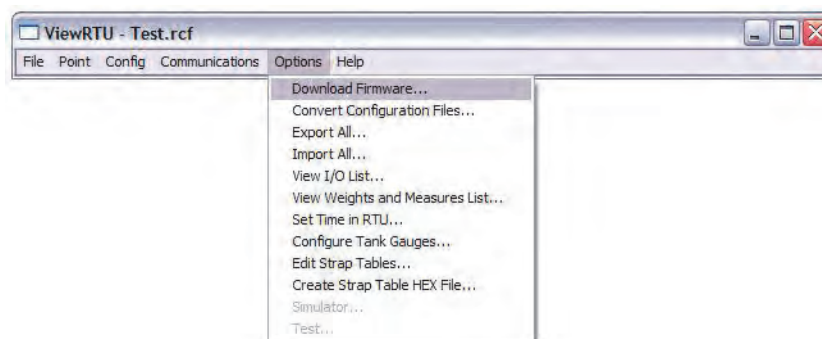 ViewRTU - Test.rcf
File Point Config Communications Options Help
Download Firmware...
Convert Configuration Files...
Export All...
Import All...
View I/O List...
View Weights and Measures List...
Set Time in RTU...
Configure Tank Gauges...
Edit Strap Tables...
Create Strap Table HEX File...
Simulator...
Test...